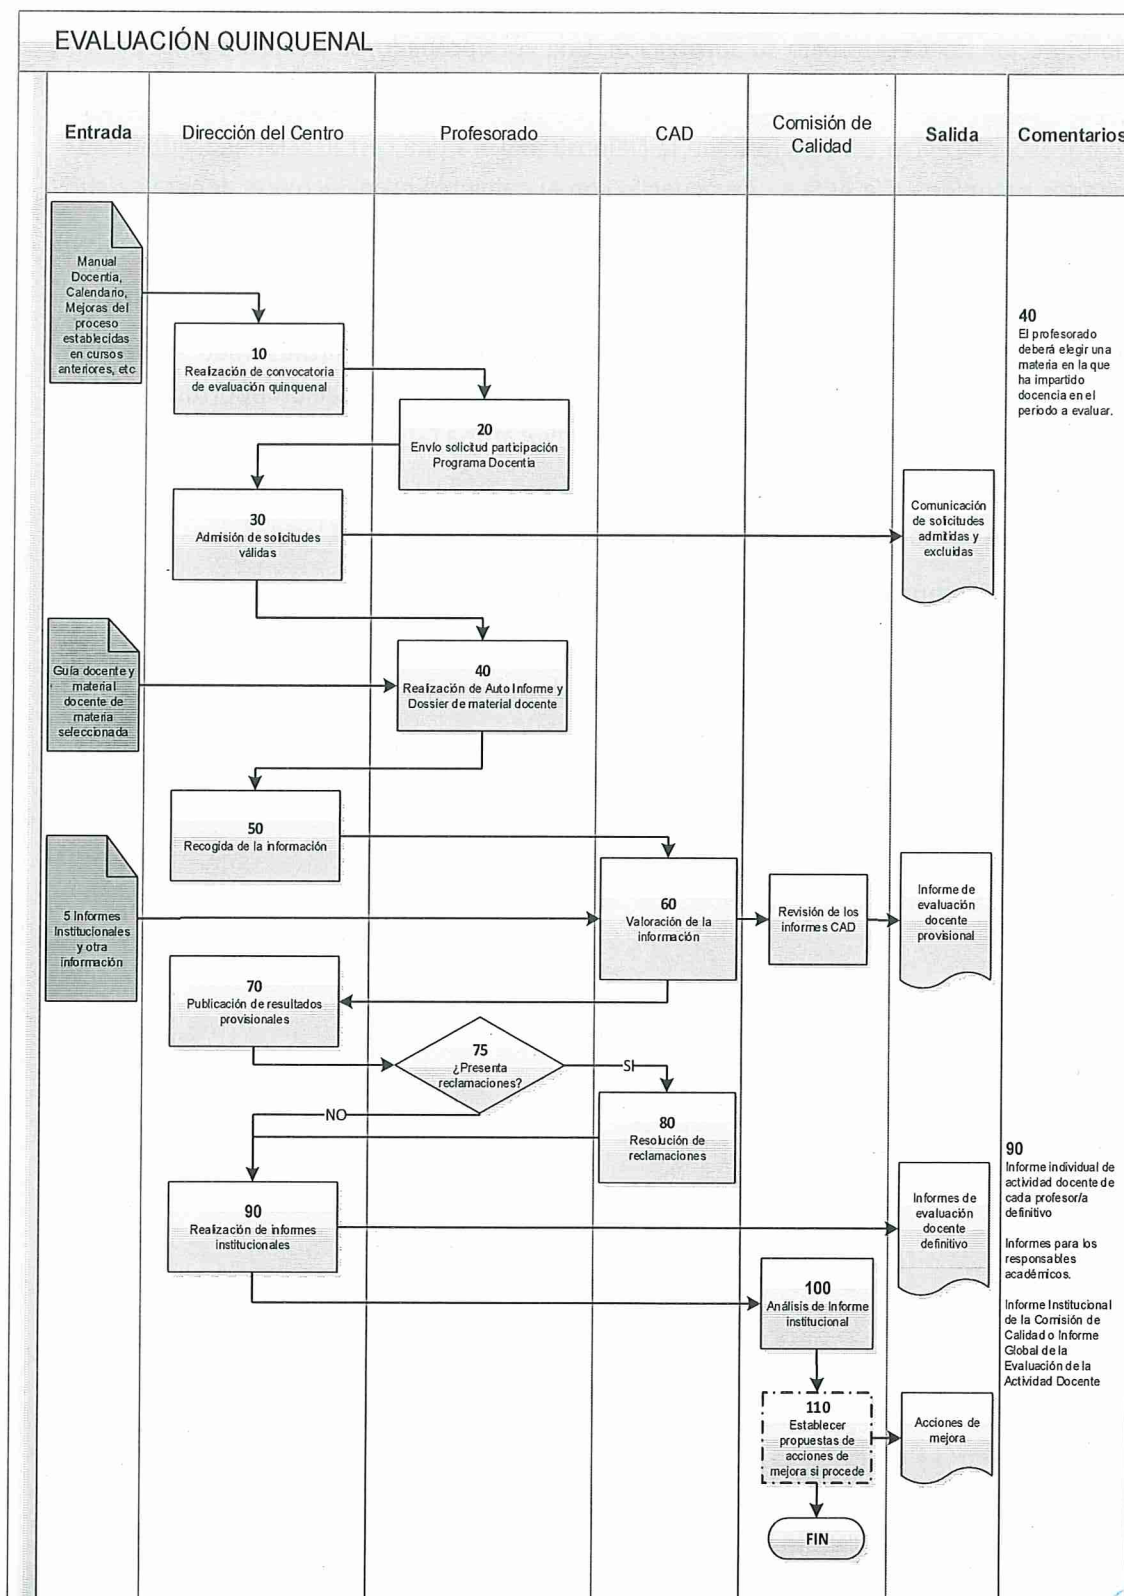 EVALUACIÓN QUINQUENAL
Entrada
Dirección del Centro
Profesorado
CAD
Comisión de
Calidad
Salida
Comentarios
Manual
Docentia,
Calendario,
Mejoras del
proceso
establecidas
en cursos
anteriores, etc
10
Realización de convocatoria
de evaluación quinquenal
40
El profesorado
deberá elegir una
materia en la que
ha impartido
docencia en el
periodo a evaluar.
20
Envío solicitud participación
Programa Docentia
30
Admisión de solicitudes
válidas
Comunicación
de solicitudes
admitidas y
excluidas
Guía docente y
material
docente de
materia
seleccionada
40
Realización de Auto Informe y
Dossier de material docente
50
Recogida de la información
5 Informes
Institucionales
y otra
información
60
Valoración de la
información
Revisión de los
informes CAD
Informe de
evaluación
docente
provisional
70
Publicación de resultados
provisionales
75
¿Presenta
reclamaciones?
SI
NO
80
Resolución de
reclamaciones
90
Realización de informes
institucionales
Informes de
evaluación
docente
definitivo
90
Informe individual de
actividad docente de
cada profesor/a
definitivo
Informes para los
responsables
académicos.
Informe Institucional
de la Comisión de
Calidad o Informe
Global de la
Evaluación de la
Actividad Docente
100
Análisis de Informe
institucional
110
Establecer
propuestas de
acciones de
mejora si procede
Acciones de
mejora
FIN